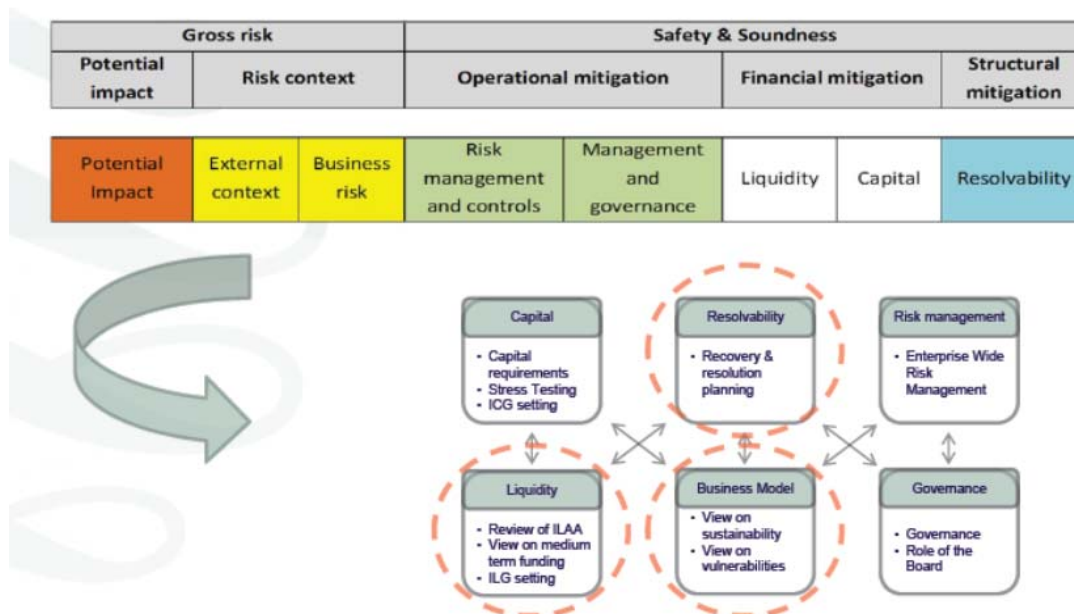 Gross risk
Safety & Soundness
Potential
impact
Risk context
Operational mitigation
Financial mitigation
Structural
mitigation
Potential
Impact
External
context
Business
risk
Risk
management
and controls
Management
and
governance
Liquidity
Capital
Resolvability
Capital
• Capital
requirements
• Stress Testing
• ICG setting
Resolvability
• Recovery &
resolution
planning
Risk management
• Enterprise Wide
Risk
Management
Liquidity
• Review of ILAA
• View on medium
term funding
• ILG setting
Business Model
• View on
sustainability
• View on
vulnerabilities
Governance
• Governance
• Role of the
Board